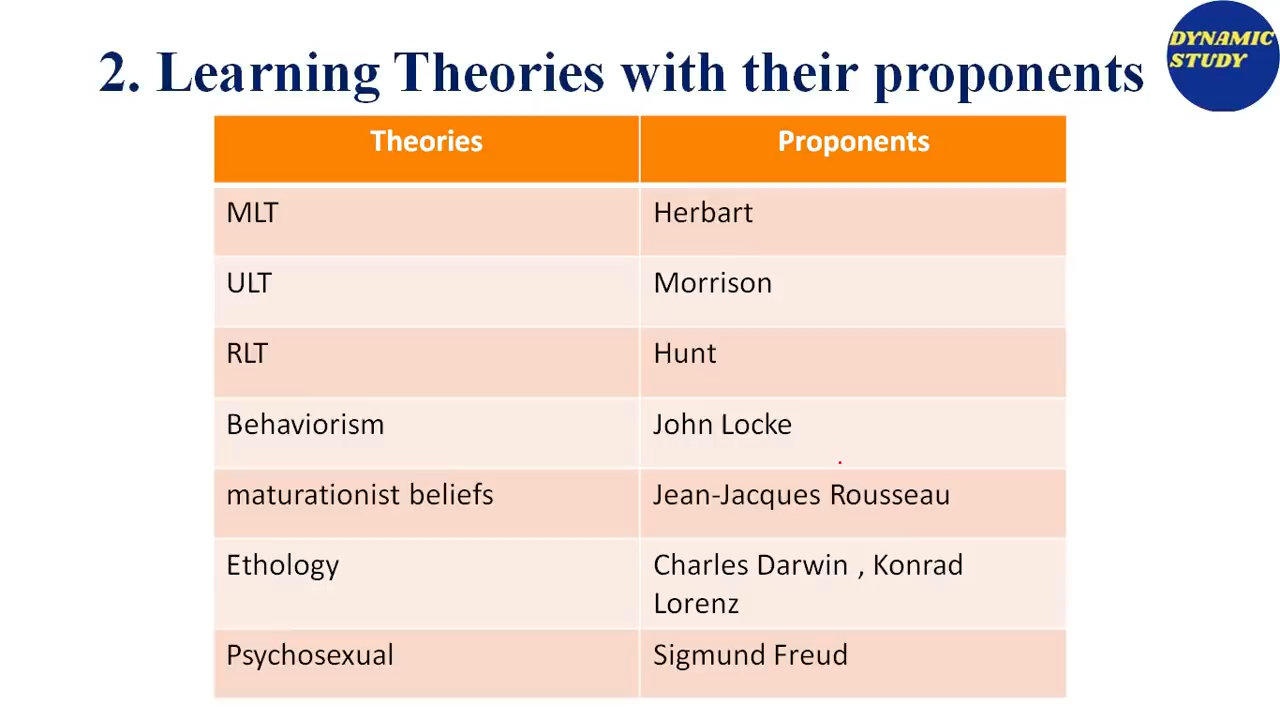 DYNAMIC
STUDY
2. Learning Theories with their proponents
Theories Proponents
MLT Herbart
ULT Morrison
RLT Hunt
Behaviorism John Locke
maturationist beliefs Jean-Jacques Rousseau
Ethology Charles Darwin , Konrad
Lorenz
Psychosexual Sigmund Freud